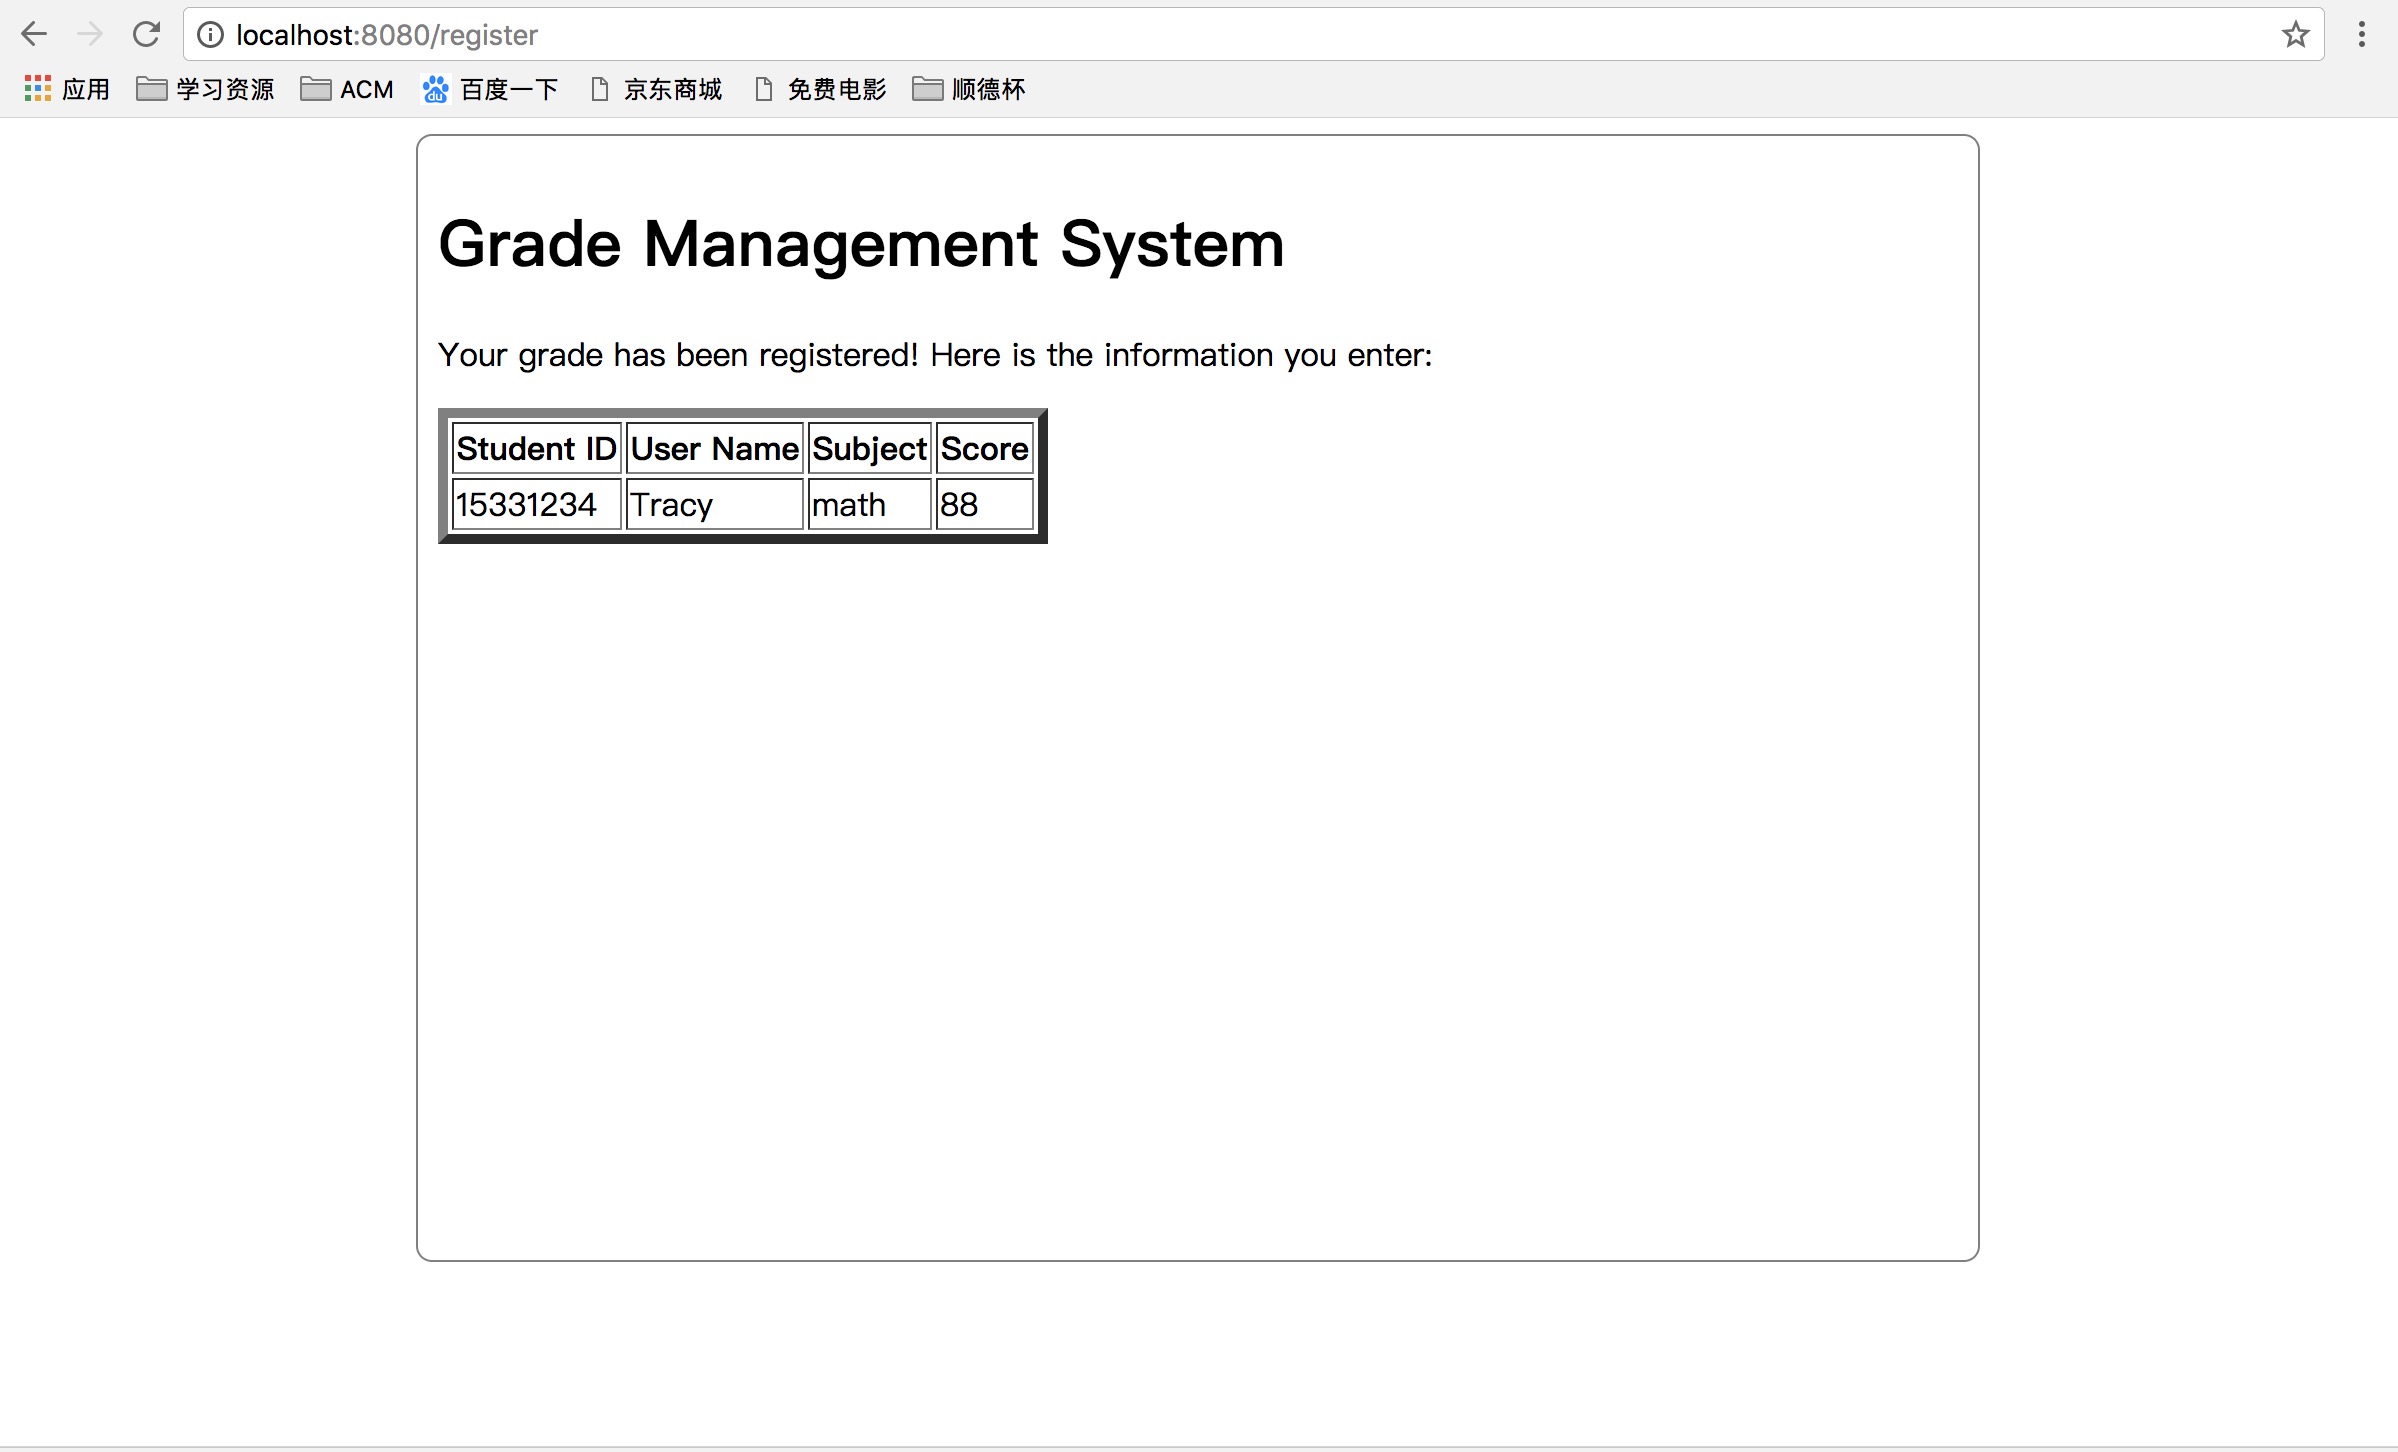 localhost:8080/register
应用 学习资源 ACM 百度一下 京东商城 免费电影 顺德杯
Grade Management System
Your grade has been registered! Here is the information you enter:
Student ID User Name Subject Score
15331234 Tracy math 88